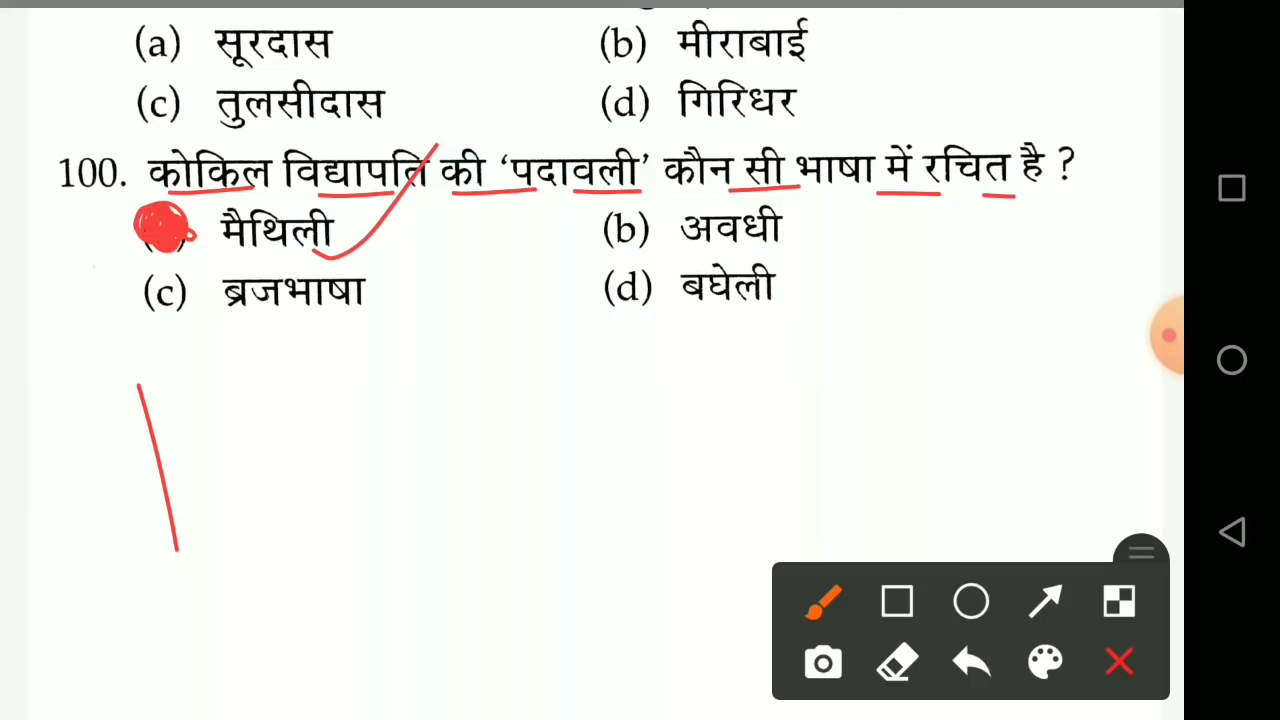 (a) सूरदास (b) मीराबाई
(c) तुलसीदास (d) गिरिधर
100. कोकिल विद्यापति की ‘पदावली’ कौन सी भाषा में रचित है ?
मैथिली (b) अवधी
(c) ब्रजभाषा (d) बघेली